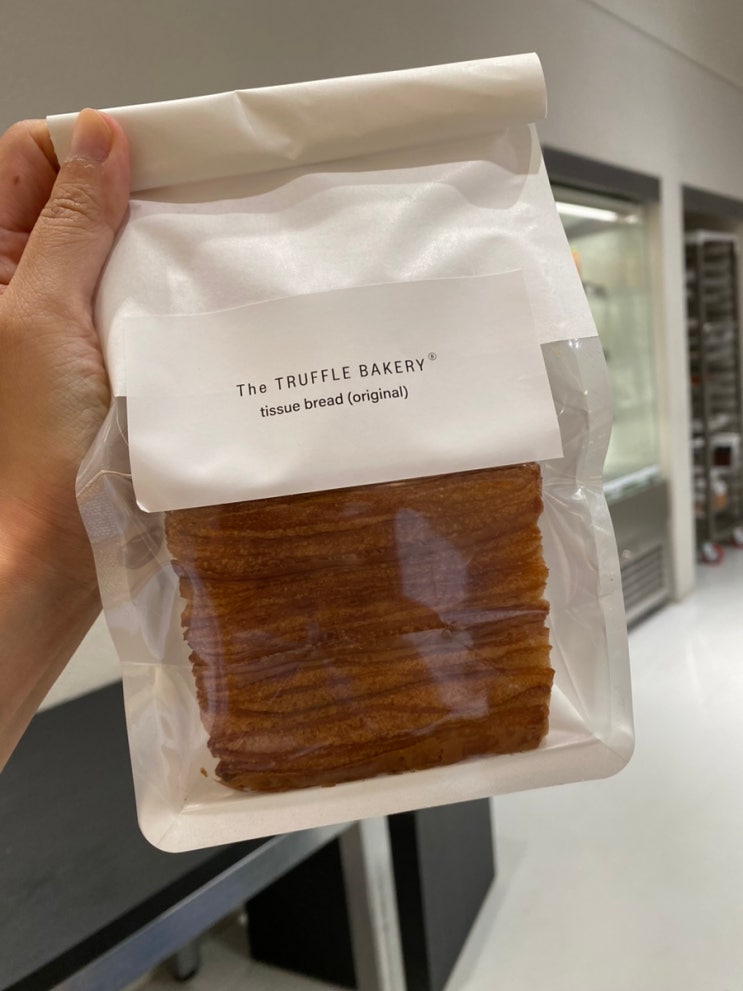 The TRUFFLE BAKERY®
tissue bread (original)